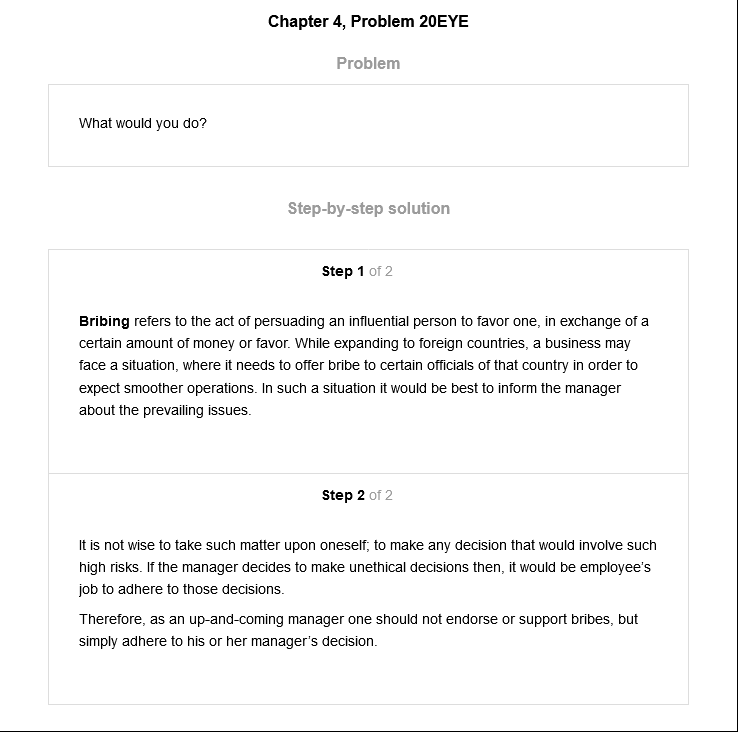 Chapter 4, Problem 20EYE
Problem
What would you do?
Step-by-step solution
Step 1 of 2
Bribing refers to the act of persuading an influential person to favor one, in exchange of a
certain amount of money or favor. While expanding to foreign countries, a business may
face a situation, where it needs to offer bribe to certain officials of that country in order to
expect smoother operations. In such a situation it would be best to inform the manager
about the prevailing issues.
Step 2 of 2
It is not wise to take such matter upon oneself; to make any decision that would involve such
high risks. If the manager decides to make unethical decisions then, it would be employee’s
job to adhere to those decisions.
Therefore, as an up-and-coming manager one should not endorse or support bribes, but
simply adhere to his or her manager’s decision.